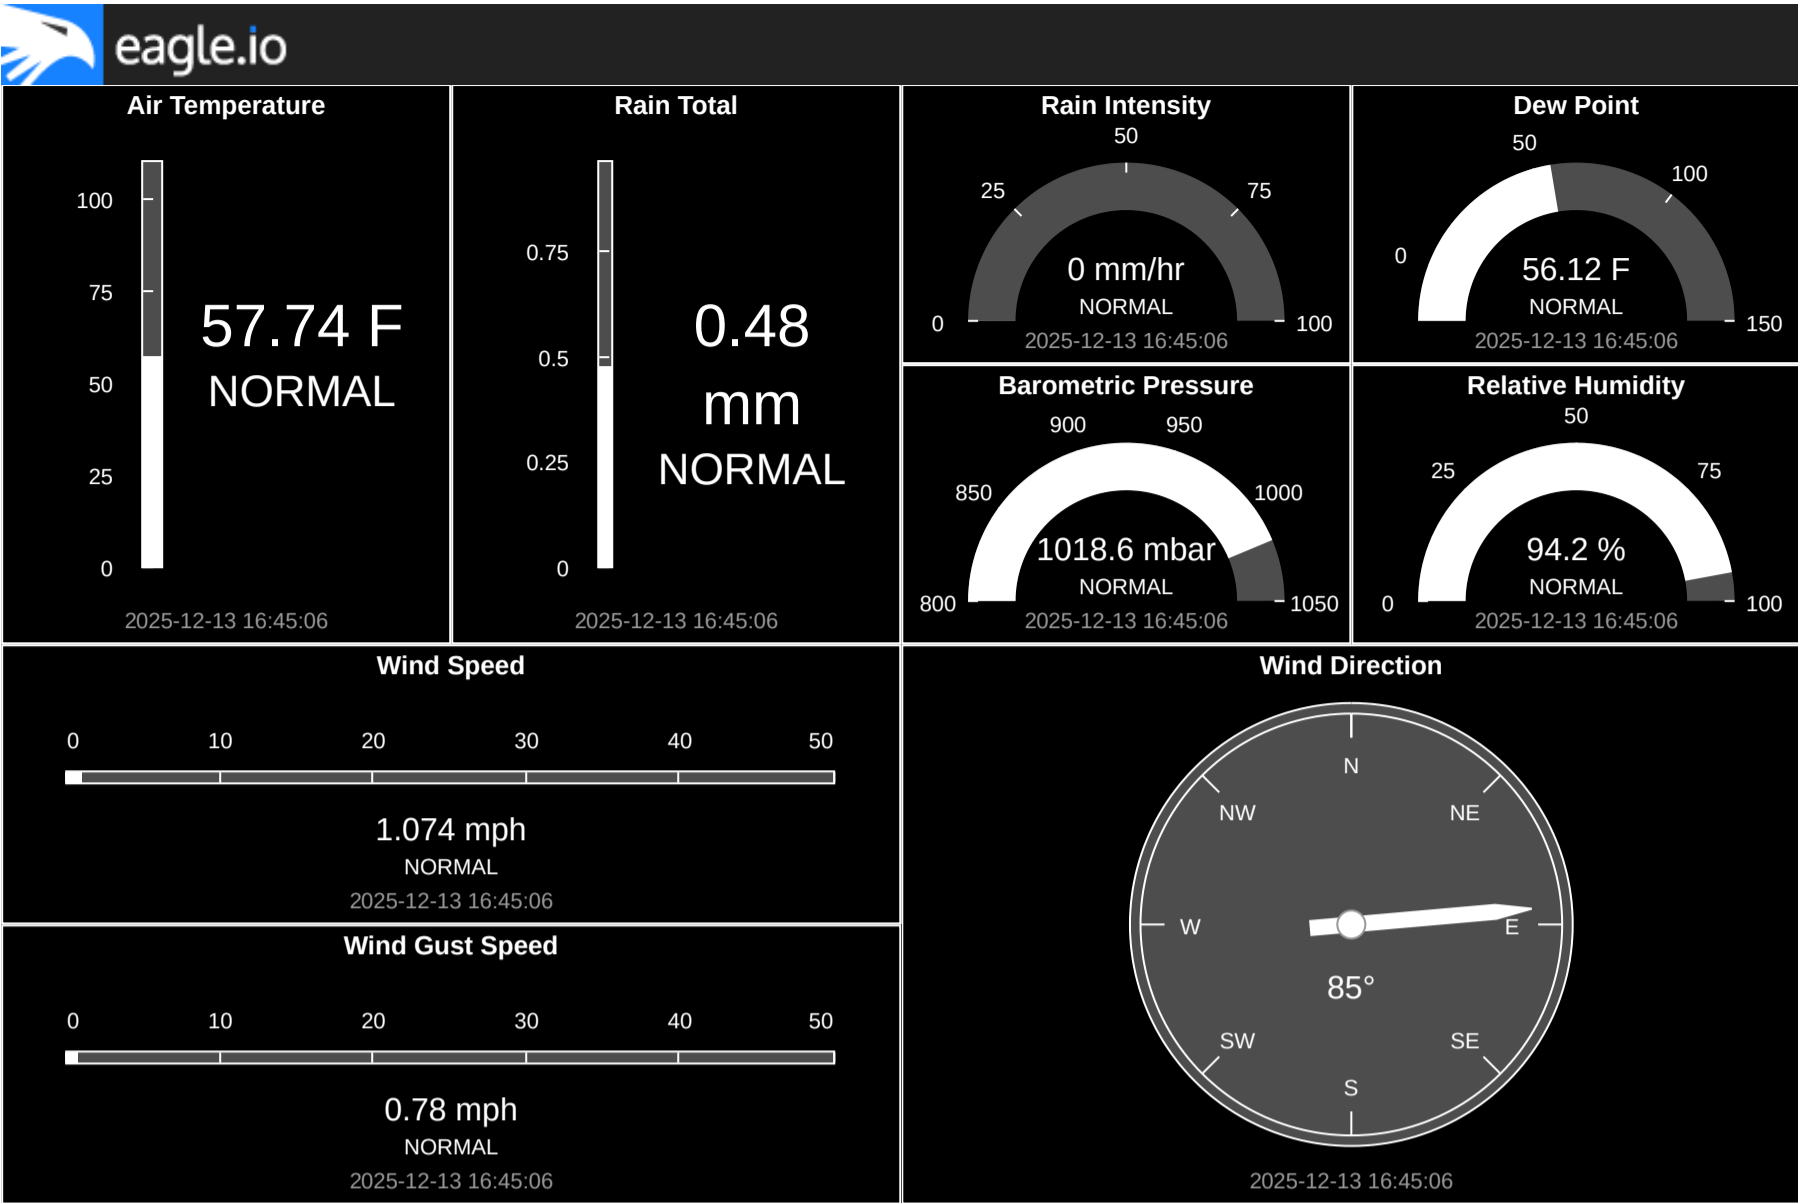 eagle.io
Air Temperature
100
75
50
25
0
57.74 F
NORMAL
2025-12-13 16:45:06
Rain Total
0.75
0.5
0.25
0
0.48
mm
NORMAL
2025-12-13 16:45:06
Rain Intensity
0
25
50
75
100
0 mm/hr
NORMAL
2025-12-13 16:45:06
Dew Point
0
50
100
150
56.12 F
NORMAL
2025-12-13 16:45:06
Barometric Pressure
800
850
900
950
1000
1050
1018.6 mbar
NORMAL
2025-12-13 16:45:06
Relative Humidity
0
25
50
75
100
94.2 %
NORMAL
2025-12-13 16:45:06
Wind Speed
0 10 20 30 40 50
1.074 mph
NORMAL
2025-12-13 16:45:06
Wind Gust Speed
0 10 20 30 40 50
0.78 mph
NORMAL
2025-12-13 16:45:06
Wind Direction
N
NW NE
W E
85°
SW SE
S
2025-12-13 16:45:06